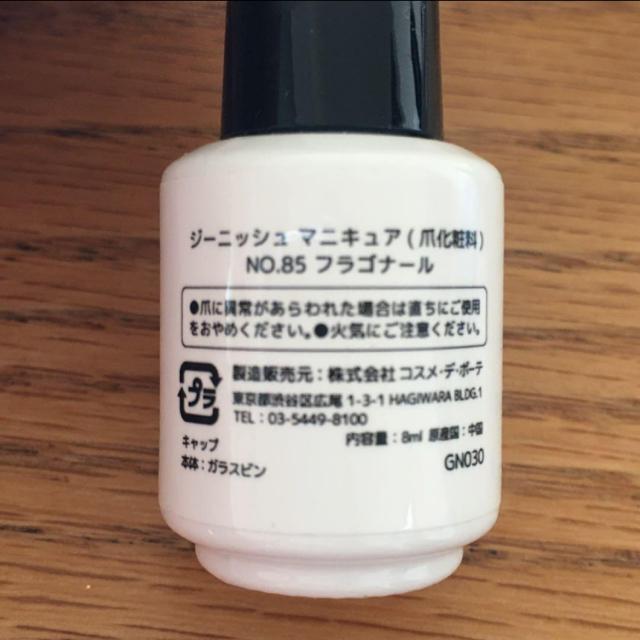 ジーニッシュ マニキュア (爪化粧料)
NO.85 フラゴナール
●爪に異常があらわれた場合は直ちにご使用
をおやめください。●火気にご注意ください。
プラ
製造販売元：株式会社 コスメ・デ・ボーテ
東京都渋谷区広尾 1-3-1 HAGIWARA BLDG.1
TEL : 03-5449-8100
内容量：8ml 原産国：中国
キャップ
本体：ガラスビン
GN030